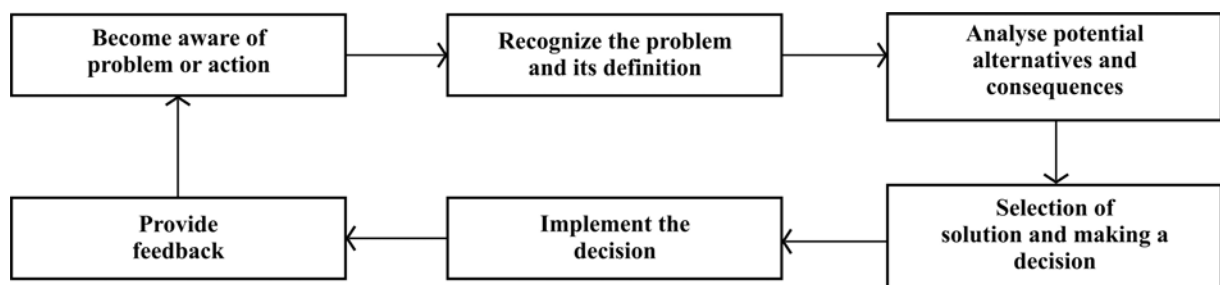 Become aware of
problem or action
Recognize the problem
and its definition
Analyse potential
alternatives and
consequences
Selection of
solution and making a
decision
Implement the
decision
Provide
feedback